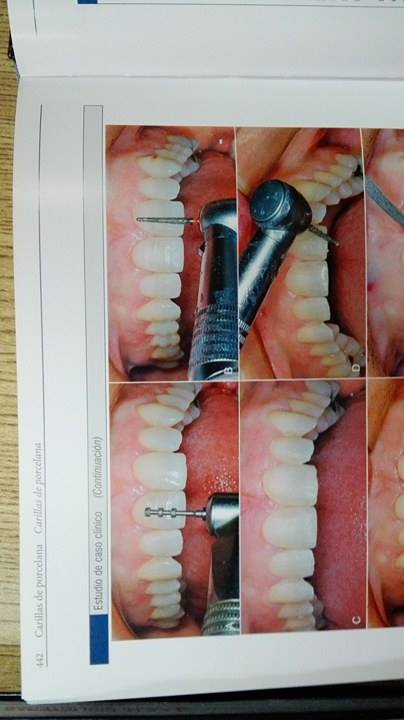 442 Carillas de porcelana Carillas de porcelana
Estudio de caso clínico (Continuación)
B
C
D